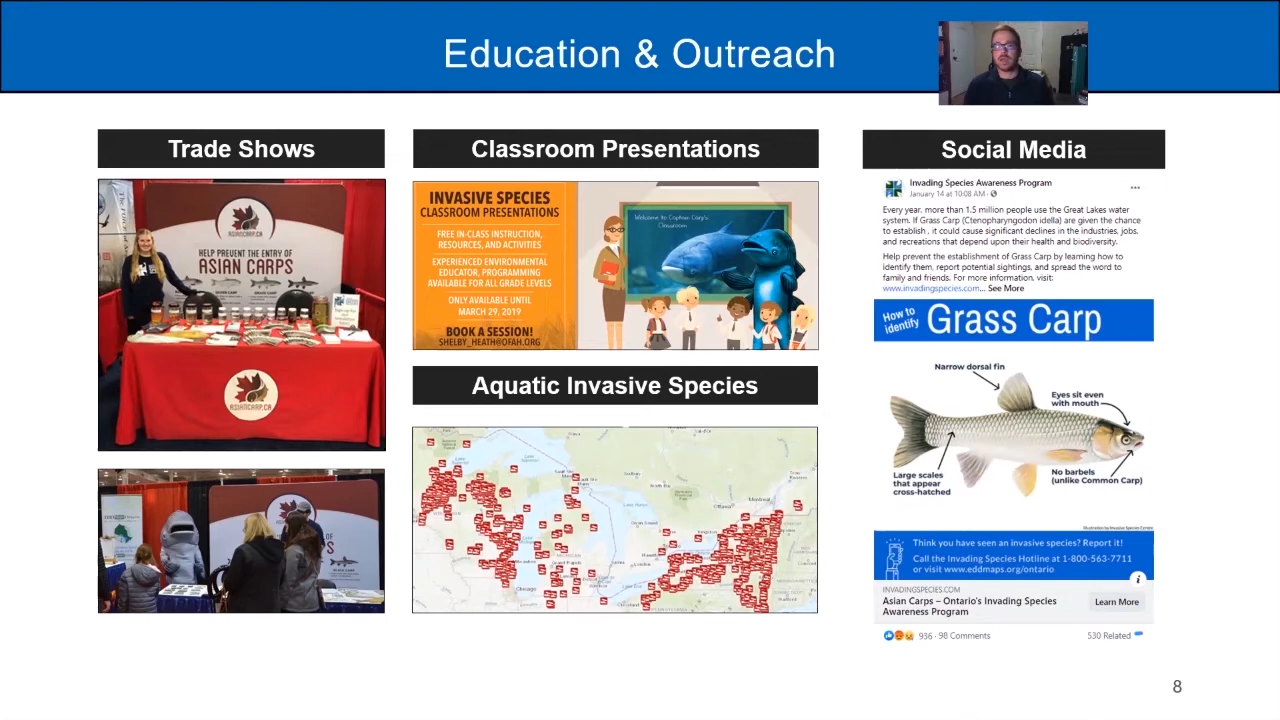 Education & Outreach
Trade Shows
ASIANCARP.CA
HELP PREVENT THE ENTRY OF
ASIAN CARPS
ASIANCARP.CA
Classroom Presentations
INVASIVE SPECIES
CLASSROOM PRESENTATIONS
FREE IN-CLASS INSTRUCTION,
RESOURCES, AND ACTIVITIES
EXPERIENCED ENVIRONMENTAL
EDUCATOR, PROGRAMMING
AVAILABLE FOR ALL GRADE LEVELS
ONLY AVAILABLE UNTIL
MARCH 29, 2019
BOOK A SESSION!
SHELBY_HEATH@OFAH.ORG
Welcome to Captain Carp's
Classroom
Aquatic Invasive Species
Montreal
Chicago
Cleveland
Social Media
Invading Species Awareness Program
January 14 at 10:08 AM
Every year, more than 1.5 million people use the Great Lakes water
system. If Grass Carp (Ctenopharyngodon idella) are given the chance
to establish , it could cause significant declines in the industries, jobs,
and recreations that depend upon their health and biodiversity.
Help prevent the establishment of Grass Carp by learning how to
identify them, report potential sightings, and spread the word to
family and friends. For more information, visit:
www.invadingspecies.com... See More
How to
identify
Grass Carp
Narrow dorsal fin
Eyes sit even
with mouth
Large scales
that appear
cross-hatched
No barbels
(unlike Common Carp)
Think you have seen an invasive species? Report it!
Call the Invading Species Hotline at 1-800-563-7711
or visit www.eddmaps.org/ontario
INVADINGSPECIES.COM
Asian Carps – Ontario's Invading Species
Awareness Program
Learn More
936 · 98 Comments
530 Related
8